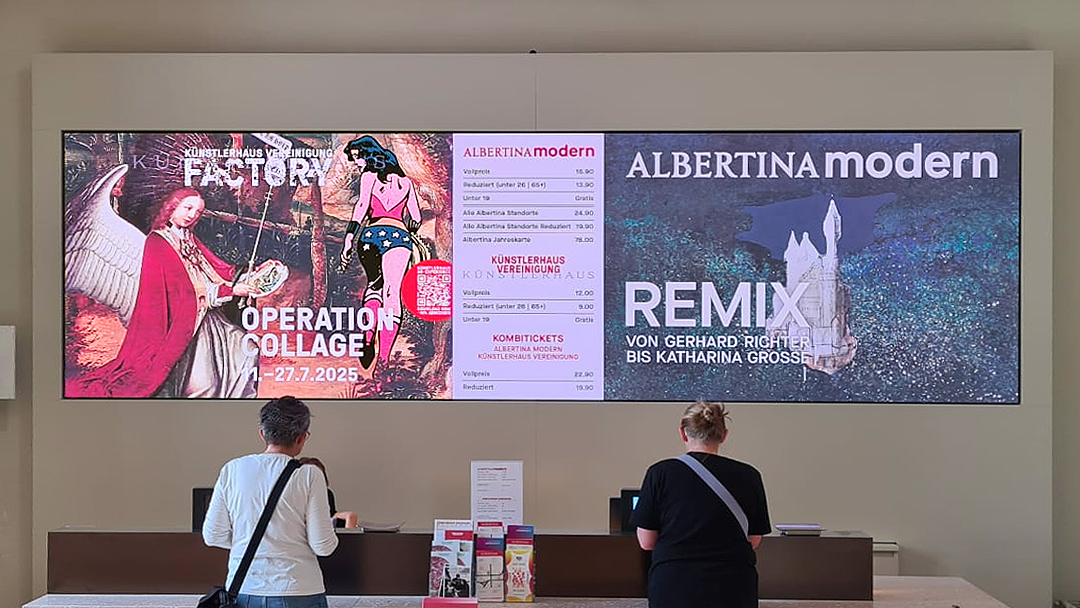 KÜNSTLERHAUS VEREINIGUNG
FACTORY
OPERATION
COLLAGE
11.–27.7.2025
ALBERTINA modern
Vollpreis 16.90
Reduziert (unter 26 | 65+) 13.90
Unter 19 Gratis
Alle Albertina Standorte 24.90
Alle Albertina Standorte Reduziert 19.90
Albertina Jahreskarte 78.00
KÜNSTLERHAUS
VEREINIGUNG
KÜNSTLERHAUS
Vollpreis 12.00
Reduziert (unter 26 | 65+) 9.00
Unter 19 Gratis
KOMBITICKETS
ALBERTINA MODERN
KÜNSTLERHAUS VEREINIGUNG
Vollpreis 22.90
Reduziert 19.90
ALBERTINA modern
REMIX
VON GERHARD RICHTER
BIS KATHARINA GROSSE